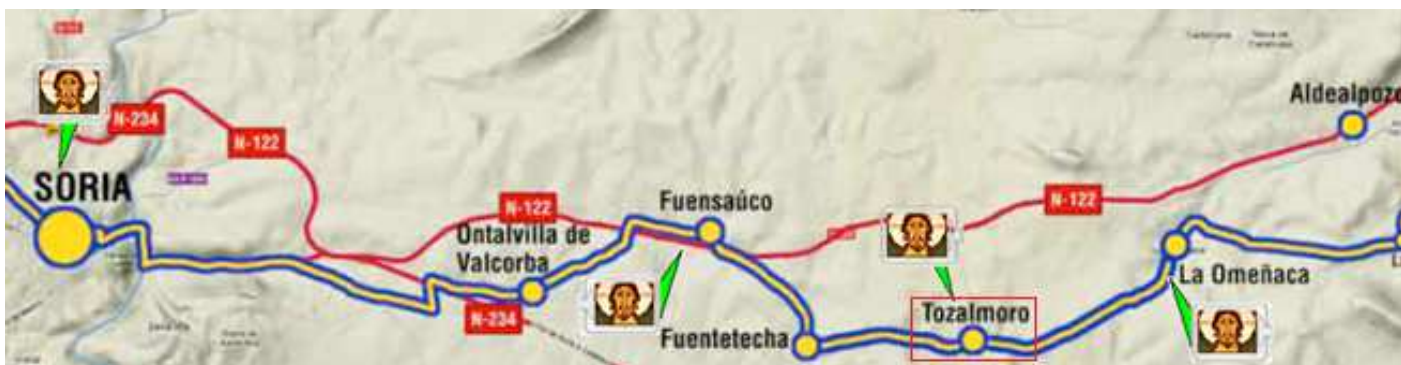 SORIA
N-234
N-122
Ontalvilla de
Valcorba
N-234
N-122
Fuensaúco
Fuentetecha
Tozalmoro
La Omeñaca
N-122
Aldealpozo